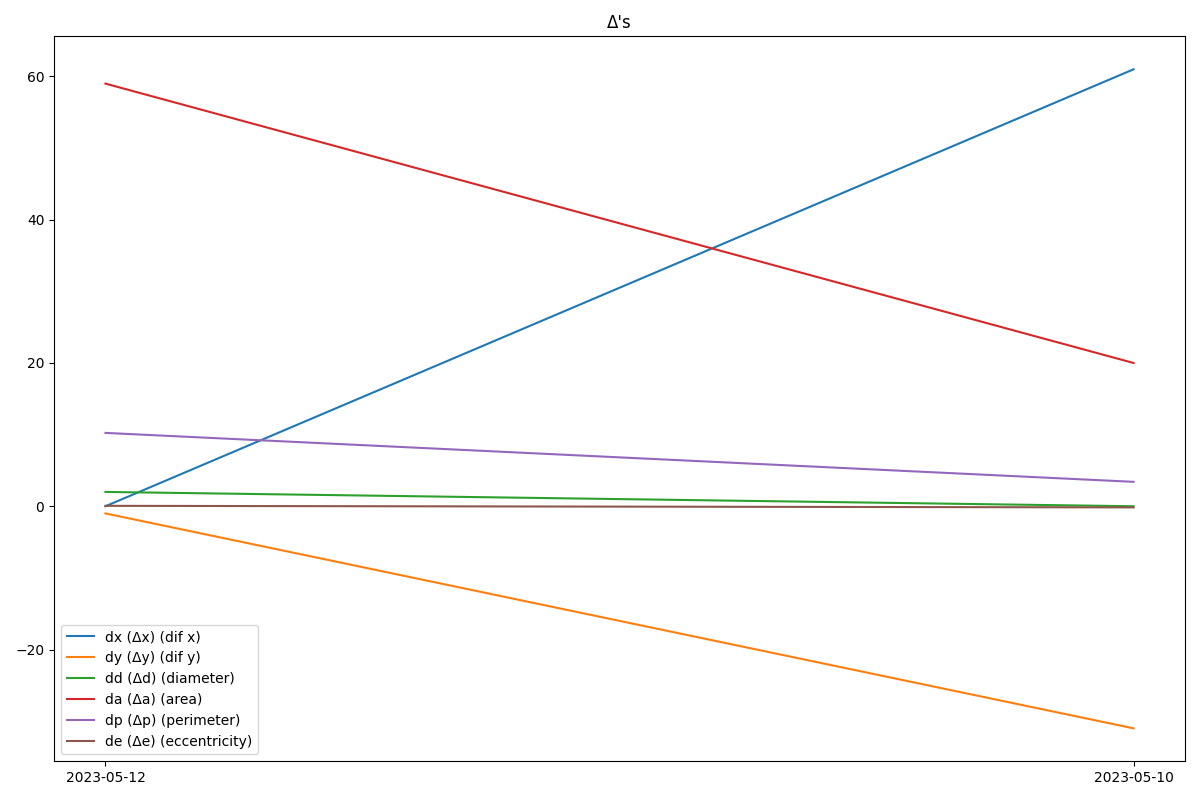 Δ's
60
40
20
0
−20
dx (Δx) (dif x)
dy (Δy) (dif y)
dd (Δd) (diameter)
da (Δa) (area)
dp (Δp) (perimeter)
de (Δe) (eccentricity)
2023-05-12
2023-05-10